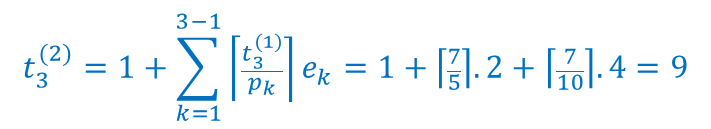 t_3^{(2)} = 1 + \sum_{k=1}^{3-1} \left\lceil \frac{t_3^{(1)}}{p_k} \right\rceil e_k = 1 + \left\lceil \frac{7}{5} \right\rceil . 2 + \left\lceil \frac{7}{10} \right\rceil . 4 = 9